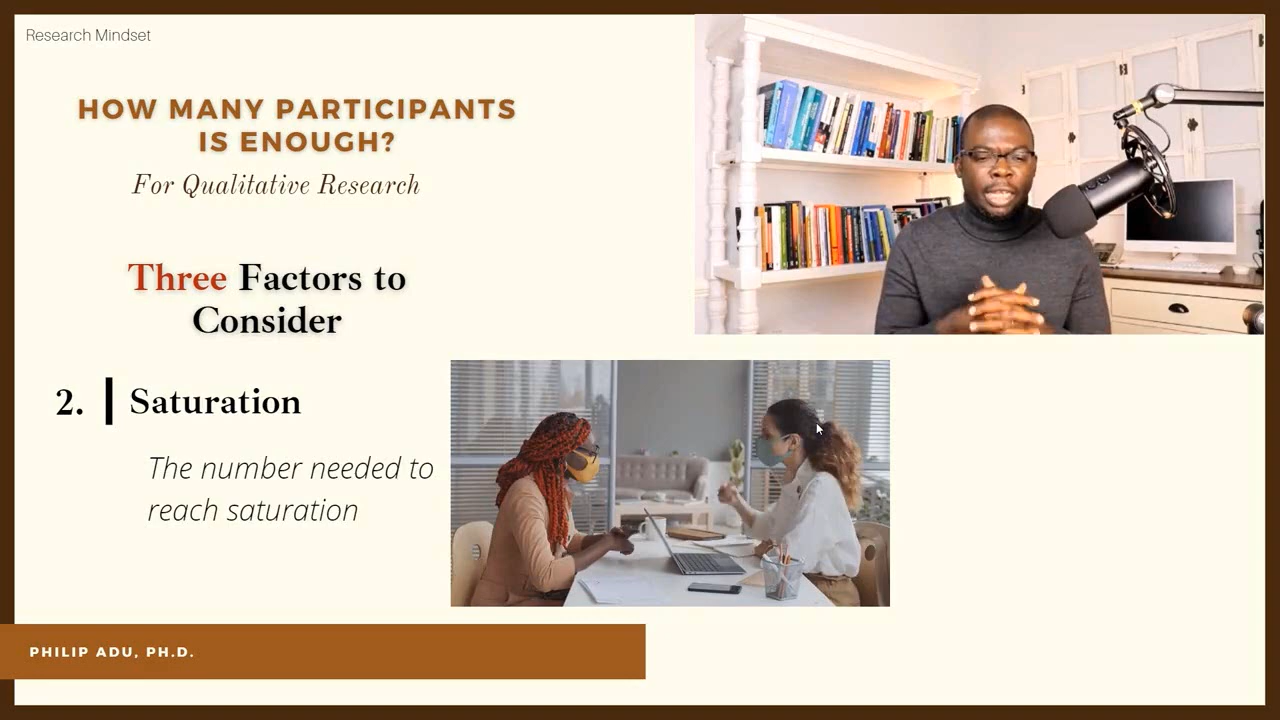 Research Mindset
HOW MANY PARTICIPANTS
IS ENOUGH?
For Qualitative Research
Three Factors to
Consider
2. Saturation
The number needed to
reach saturation
PHILIP ADU, PH.D.